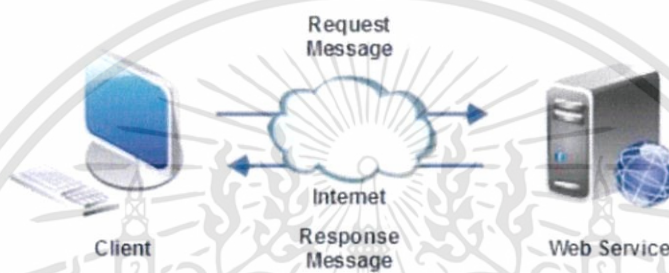 Request
Message
Internet
Client
Response
Message
Web Service